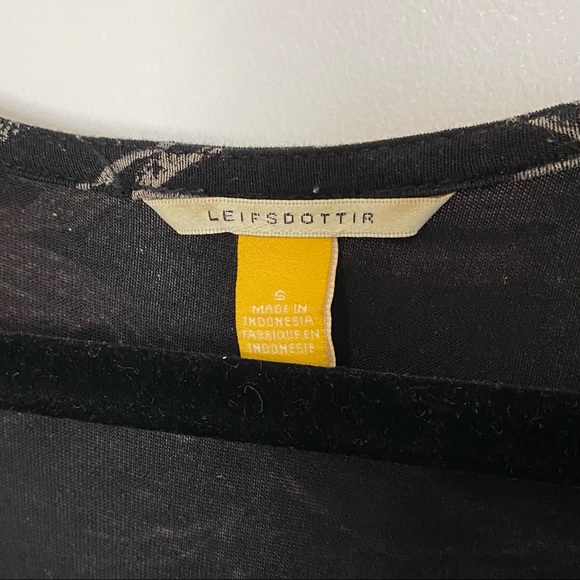 LEIFSDOTTIR
S
MADE IN
INDONESIA
FABRIQUE EN
INDONESIE